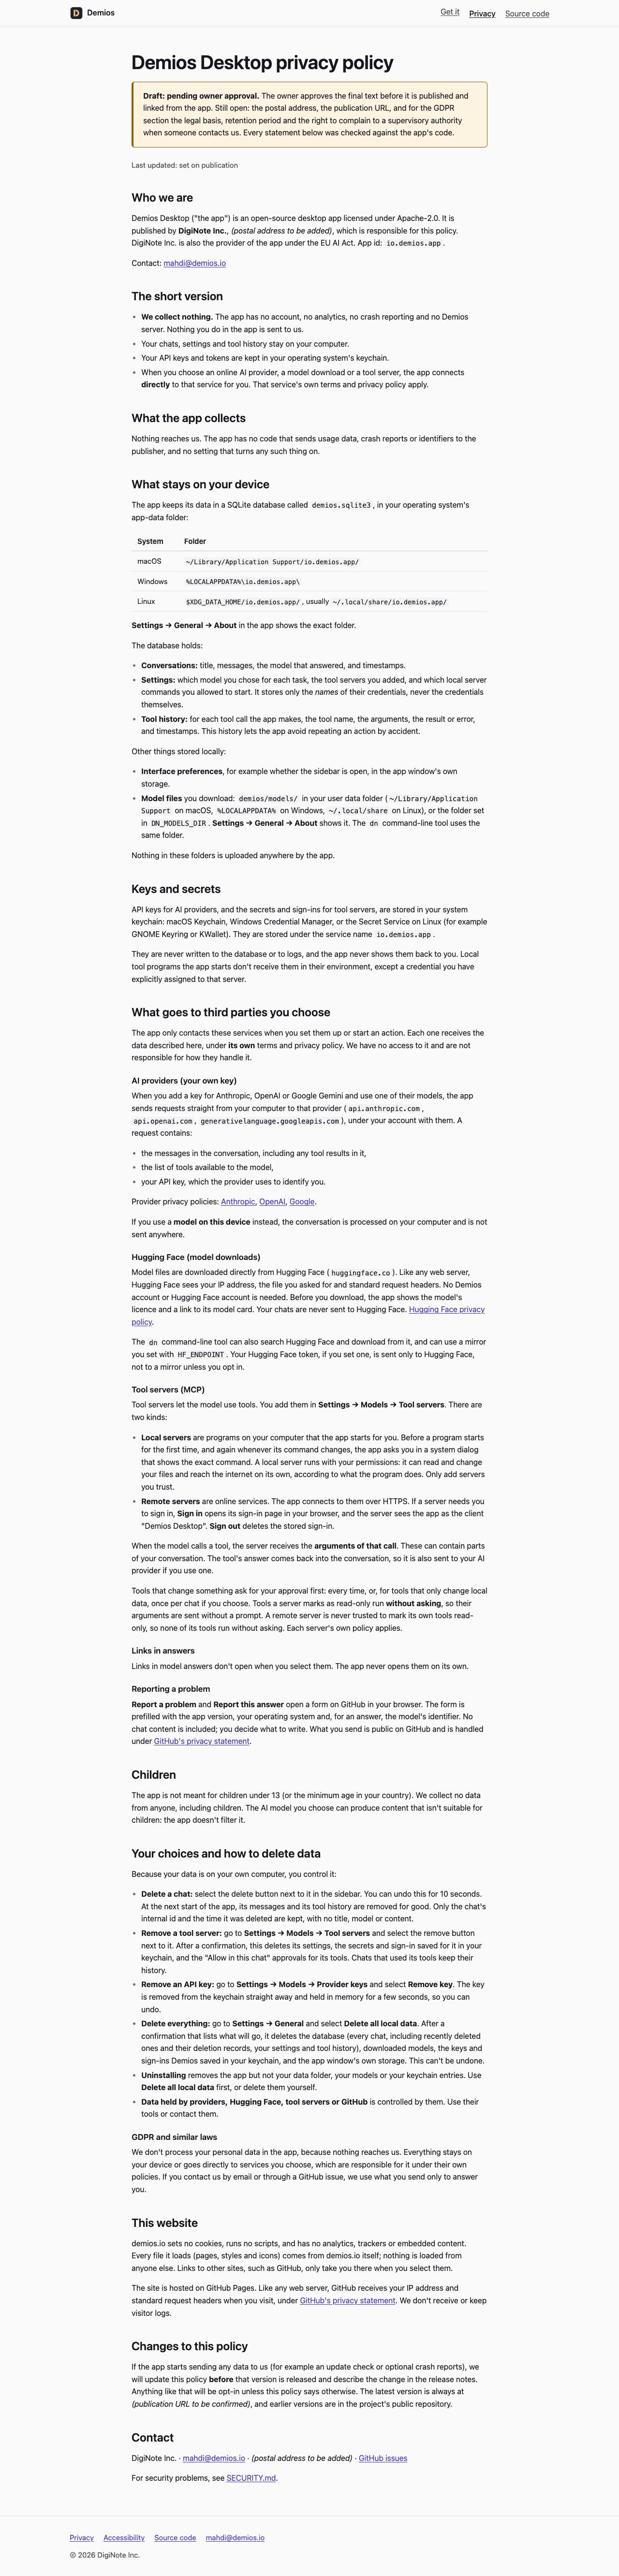 D Demios
Get it Privacy Source code
Demios Desktop privacy policy
Draft: pending owner approval. The owner approves the final text before it is published and
linked from the app. Still open: the postal address, the publication URL, and for the GDPR
section the legal basis, retention period and the right to complain to a supervisory authority
when someone contacts us. Every statement below was checked against the app's code.
Last updated: set on publication
Who we are
Demios Desktop ("the app") is an open-source desktop app licensed under Apache-2.0. It is
published by DigiNote Inc., (postal address to be added), which is responsible for this policy.
DigiNote Inc. is also the provider of the app under the EU AI Act. App id: io.demios.app.
Contact: mahdi@demios.io
The short version
• We collect nothing. The app has no account, no analytics, no crash reporting and no Demios
server. Nothing you do in the app is sent to us.
• Your chats, settings and tool history stay on your computer.
• Your API keys and tokens are kept in your operating system's keychain.
• When you choose an online AI provider, a model download or a tool server, the app connects
directly to that service for you. That service's own terms and privacy policy apply.
What the app collects
Nothing reaches us. The app has no code that sends usage data, crash reports or identifiers to the
publisher, and no setting that turns any such thing on.
What stays on your device
The app keeps its data in a SQLite database called demios.sqlite3, in your operating system's
app-data folder:
System Folder
macOS ~/Library/Application Support/io.demios.app/
Windows %LOCALAPPDATA%\io.demios.app\
Linux $XDG_DATA_HOME/io.demios.app/, usually ~/.local/share/io.demios.app/
Settings → General → About in the app shows the exact folder.
The database holds:
• Conversations: title, messages, the model that answered, and timestamps.
• Settings: which model you chose for each task, the tool servers you added, and which local server
commands you allowed to start. It stores only the names of their credentials, never the credentials
themselves.
• Tool history: for each tool call the app makes, the tool name, the arguments, the result or error,
and timestamps. This history lets the app avoid repeating an action by accident.
Other things stored locally:
• Interface preferences, for example whether the sidebar is open, in the app window's own
storage.
• Model files you download: demios/models/ in your user data folder (~/Library/Application
Support on macOS, %LOCALAPPDATA% on Windows, ~/.local/share on Linux), or the folder set
in DN_MODELS_DIR. Settings → General → About shows it. The dn command-line tool uses the
same folder.
Nothing in these folders is uploaded anywhere by the app.
Keys and secrets
API keys for AI providers, and the secrets and sign-ins for tool servers, are stored in your system
keychain: macOS Keychain, Windows Credential Manager, or the Secret Service on Linux (for example
GNOME Keyring or KWallet). They are stored under the service name io.demios.app.
They are never written to the database or to logs, and the app never shows them back to you. Local
tool programs the app starts don't receive them in their environment, except a credential you have
explicitly assigned to that server.
What goes to third parties you choose
The app only contacts these services when you set them up or start an action. Each one receives the
data described here, under its own terms and privacy policy. We have no access to it and are not
responsible for how they handle it.
AI providers (your own key)
When you add a key for Anthropic, OpenAI or Google Gemini and use one of their models, the app
sends requests straight from your computer to that provider (api.anthropic.com,
api.openai.com, generativelanguage.googleapis.com), under your account with them. A
request contains:
• the messages in the conversation, including any tool results in it,
• the list of tools available to the model,
• your API key, which the provider uses to identify you.
Provider privacy policies: Anthropic, OpenAI, Google.
If you use a model on this device instead, the conversation is processed on your computer and is not
sent anywhere.
Hugging Face (model downloads)
Model files are downloaded directly from Hugging Face (huggingface.co). Like any web server,
Hugging Face sees your IP address, the file you asked for and standard request headers. No Demios
account or Hugging Face account is needed. Before you download, the app shows the model's
licence and a link to its model card. Your chats are never sent to Hugging Face. Hugging Face privacy
policy.
The dn command-line tool can also search Hugging Face and download from it, and can use a mirror
you set with HF_ENDPOINT. Your Hugging Face token, if you set one, is sent only to Hugging Face,
not to a mirror unless you opt in.
Tool servers (MCP)
Tool servers let the model use tools. You add them in Settings → Models → Tool servers. There are
two kinds:
• Local servers are programs on your computer that the app starts for you. Before a program starts
for the first time, and again whenever its command changes, the app asks you in a system dialog
that shows the exact command. A local server runs with your permissions: it can read and change
your files and reach the internet on its own, according to what the program does. Only add servers
you trust.
• Remote servers are online services. The app connects to them over HTTPS. If a server needs you
to sign in, Sign in opens its sign-in page in your browser, and the server sees the app as the client
"Demios Desktop". Sign out deletes the stored sign-in.
When the model calls a tool, the server receives the arguments of that call. These can contain parts
of your conversation. The tool's answer comes back into the conversation, so it is also sent to your AI
provider if you use one.
Tools that change something ask for your approval first: every time, or, for tools that only change local
data, once per chat if you choose. Tools a server marks as read-only run without asking, so their
arguments are sent without a prompt. A remote server is never trusted to mark its own tools read-
only, so none of its tools run without asking. Each server's own policy applies.
Links in answers
Links in model answers don't open when you select them. The app never opens them on its own.
Reporting a problem
Report a problem and Report this answer open a form on GitHub in your browser. The form is
prefilled with the app version, your operating system and, for an answer, the model's identifier. No
chat content is included; you decide what to write. What you send is public on GitHub and is handled
under GitHub's privacy statement.
Children
The app is not meant for children under 13 (or the minimum age in your country). We collect no data
from anyone, including children. The AI model you choose can produce content that isn't suitable for
children: the app doesn't filter it.
Your choices and how to delete data
Because your data is on your own computer, you control it:
• Delete a chat: select the delete button next to it in the sidebar. You can undo this for 10 seconds.
At the next start of the app, its messages and its tool history are removed for good. Only the chat's
internal id and the time it was deleted are kept, with no title, model or content.
• Remove a tool server: go to Settings → Models → Tool servers and select the remove button
next to it. After a confirmation, this deletes its settings, the secrets and sign-in saved for it in your
keychain, and the "Allow in this chat" approvals for its tools. Chats that used its tools keep their
history.
• Remove an API key: go to Settings → Models → Provider keys and select Remove key. The key
is removed from the keychain straight away and held in memory for a few seconds, so you can
undo.
• Delete everything: go to Settings → General and select Delete all local data. After a
confirmation that lists what will go, it deletes the database (every chat, including recently deleted
ones and their deletion records, your settings and tool history), downloaded models, the keys and
sign-ins Demios saved in your keychain, and the app window's own storage. This can't be undone.
• Uninstalling removes the app but not your data folder, your models or your keychain entries. Use
Delete all local data first, or delete them yourself.
• Data held by providers, Hugging Face, tool servers or GitHub is controlled by them. Use their
tools or contact them.
GDPR and similar laws
We don't process your personal data in the app, because nothing reaches us. Everything stays on
your device or goes directly to services you choose, which are responsible for it under their own
policies. If you contact us by email or through a GitHub issue, we use what you send only to answer
you.
This website
demios.io sets no cookies, runs no scripts, and has no analytics, trackers or embedded content.
Every file it loads (pages, styles and icons) comes from demios.io itself; nothing is loaded from
anyone else. Links to other sites, such as GitHub, only take you there when you select them.
The site is hosted on GitHub Pages. Like any web server, GitHub receives your IP address and
standard request headers when you visit, under GitHub's privacy statement. We don't receive or keep
visitor logs.
Changes to this policy
If the app starts sending any data to us (for example an update check or optional crash reports), we
will update this policy before that version is released and describe the change in the release notes.
Anything like that will be opt-in unless this policy says otherwise. The latest version is always at
(publication URL to be confirmed), and earlier versions are in the project's public repository.
Contact
DigiNote Inc. · mahdi@demios.io · (postal address to be added) · GitHub issues
For security problems, see SECURITY.md.
Privacy Accessibility Source code mahdi@demios.io
© 2026 DigiNote Inc.